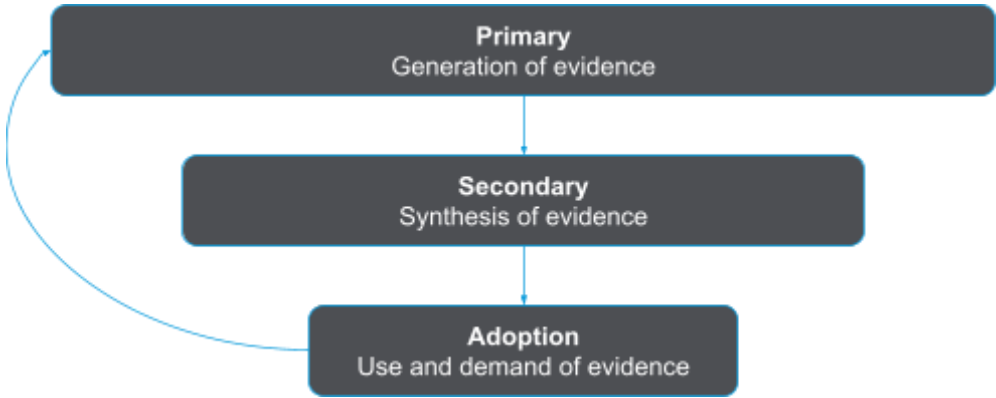 Primary
Generation of evidence
Secondary
Synthesis of evidence
Adoption
Use and demand of evidence